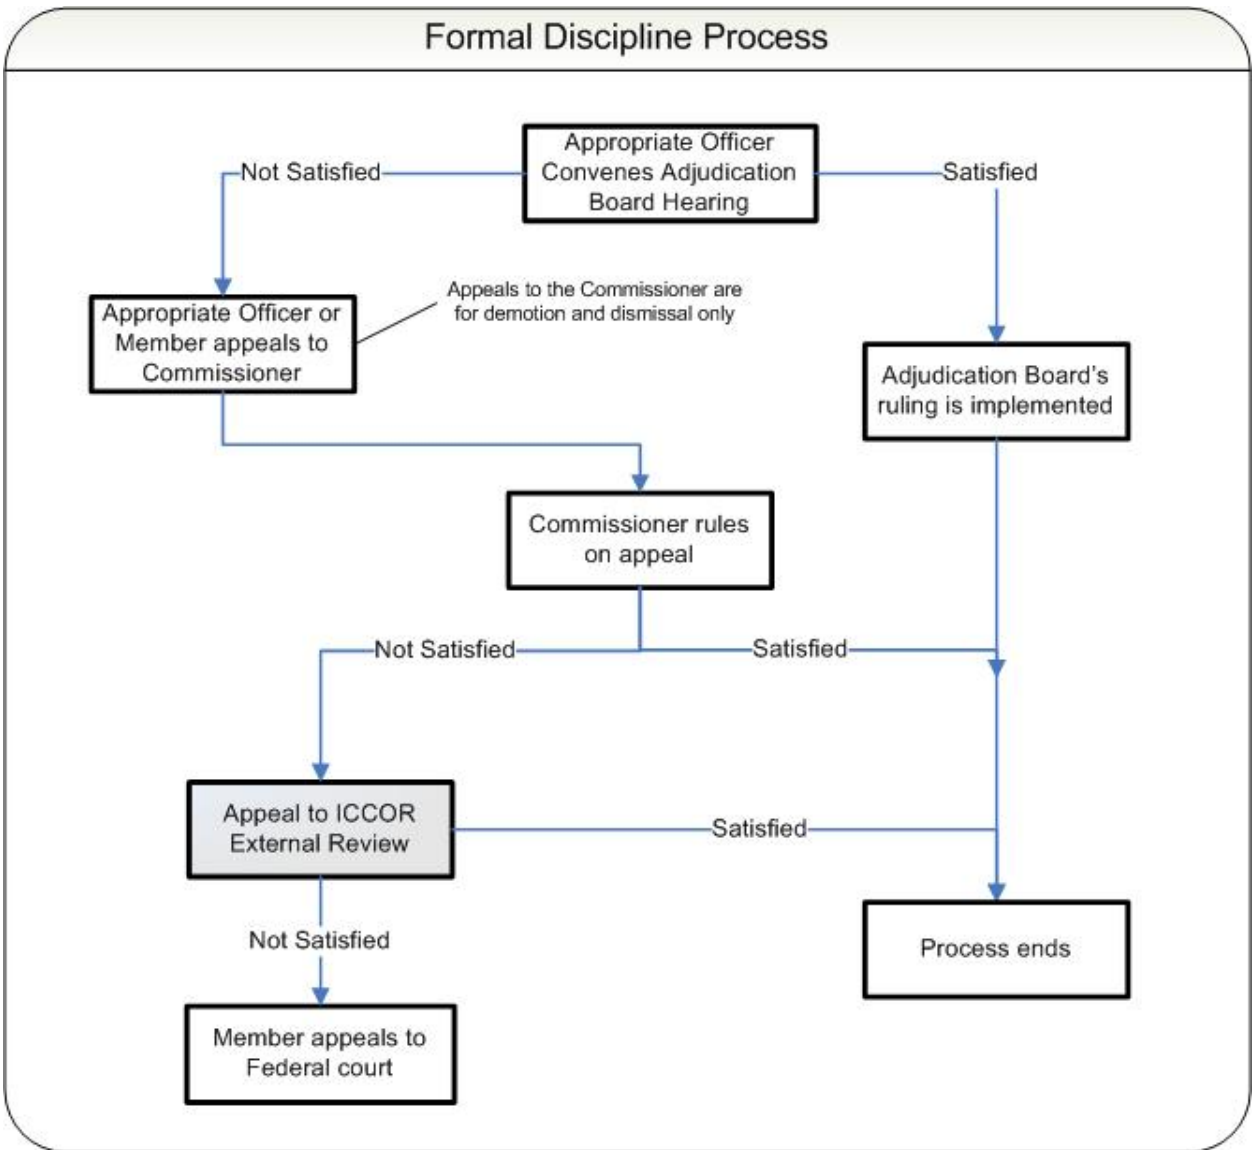 Formal Discipline Process
Appropriate Officer
Convenes Adjudication
Board Hearing
Not Satisfied
Satisfied
Appropriate Officer or
Member appeals to
Commissioner
Appeals to the Commissioner are
for demotion and dismissal only
Adjudication Board's
ruling is implemented
Commissioner rules
on appeal
Not Satisfied
Satisfied
Appeal to ICCOR
External Review
Satisfied
Not Satisfied
Process ends
Member appeals to
Federal court